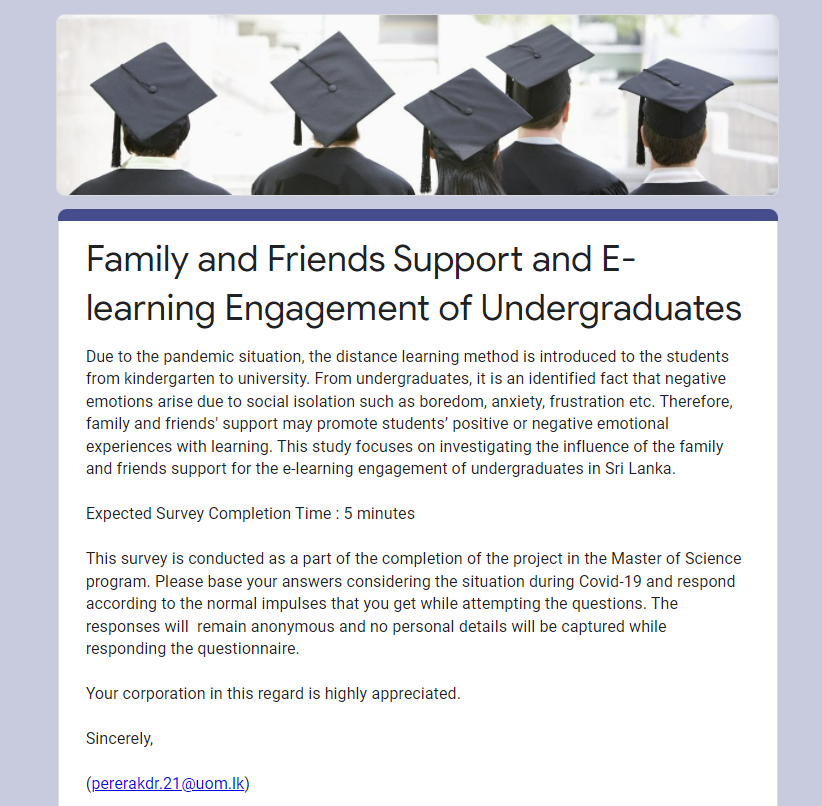 Family and Friends Support and E-
learning Engagement of Undergraduates
Due to the pandemic situation, the distance learning method is introduced to the students
from kindergarten to university. From undergraduates, it is an identified fact that negative
emotions arise due to social isolation such as boredom, anxiety, frustration etc. Therefore,
family and friends' support may promote students’ positive or negative emotional
experiences with learning. This study focuses on investigating the influence of the family
and friends support for the e-learning engagement of undergraduates in Sri Lanka.
Expected Survey Completion Time : 5 minutes
This survey is conducted as a part of the completion of the project in the Master of Science
program. Please base your answers considering the situation during Covid-19 and respond
according to the normal impulses that you get while attempting the questions. The
responses will  remain anonymous and no personal details will be captured while
responding the questionnaire.
Your corporation in this regard is highly appreciated.
Sincerely,
(pererakdr.21@uom.lk)